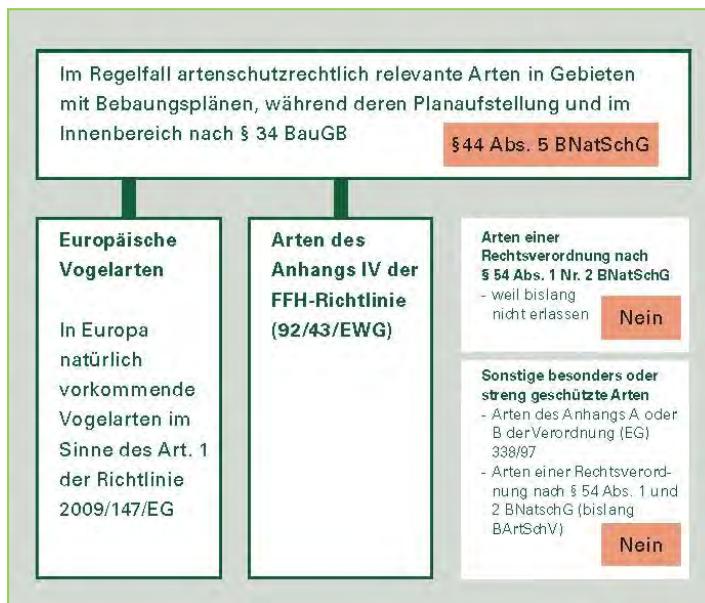 Im Regelfall artenschutzrechtlich relevante Arten in Gebieten
mit Bebaungsplänen, während deren Planaufstellung und im
Innenbereich nach § 34 BauGB
§44 Abs. 5 BNatSchG
Europäische
Vogelarten
In Europa
natürlich
vorkommende
Vogelarten im
Sinne des Art. 1
der Richtlinie
2009/147/EG
Arten des
Anhangs IV der
FFH-Richtlinie
(92/43/EWG)
Arten einer
Rechtsverordnung nach
§ 54 Abs. 1 Nr. 2 BNatSchG
- weil bislang
nicht erlassen
Nein
Sonstige besonders oder
streng geschützte Arten
- Arten des Anhangs A oder
B der Verordnung (EG)
338/97
- Arten einer Rechtsverord-
nung nach § 54 Abs. 1 und
2 BNatschG (bislang
BArtSchV)
Nein